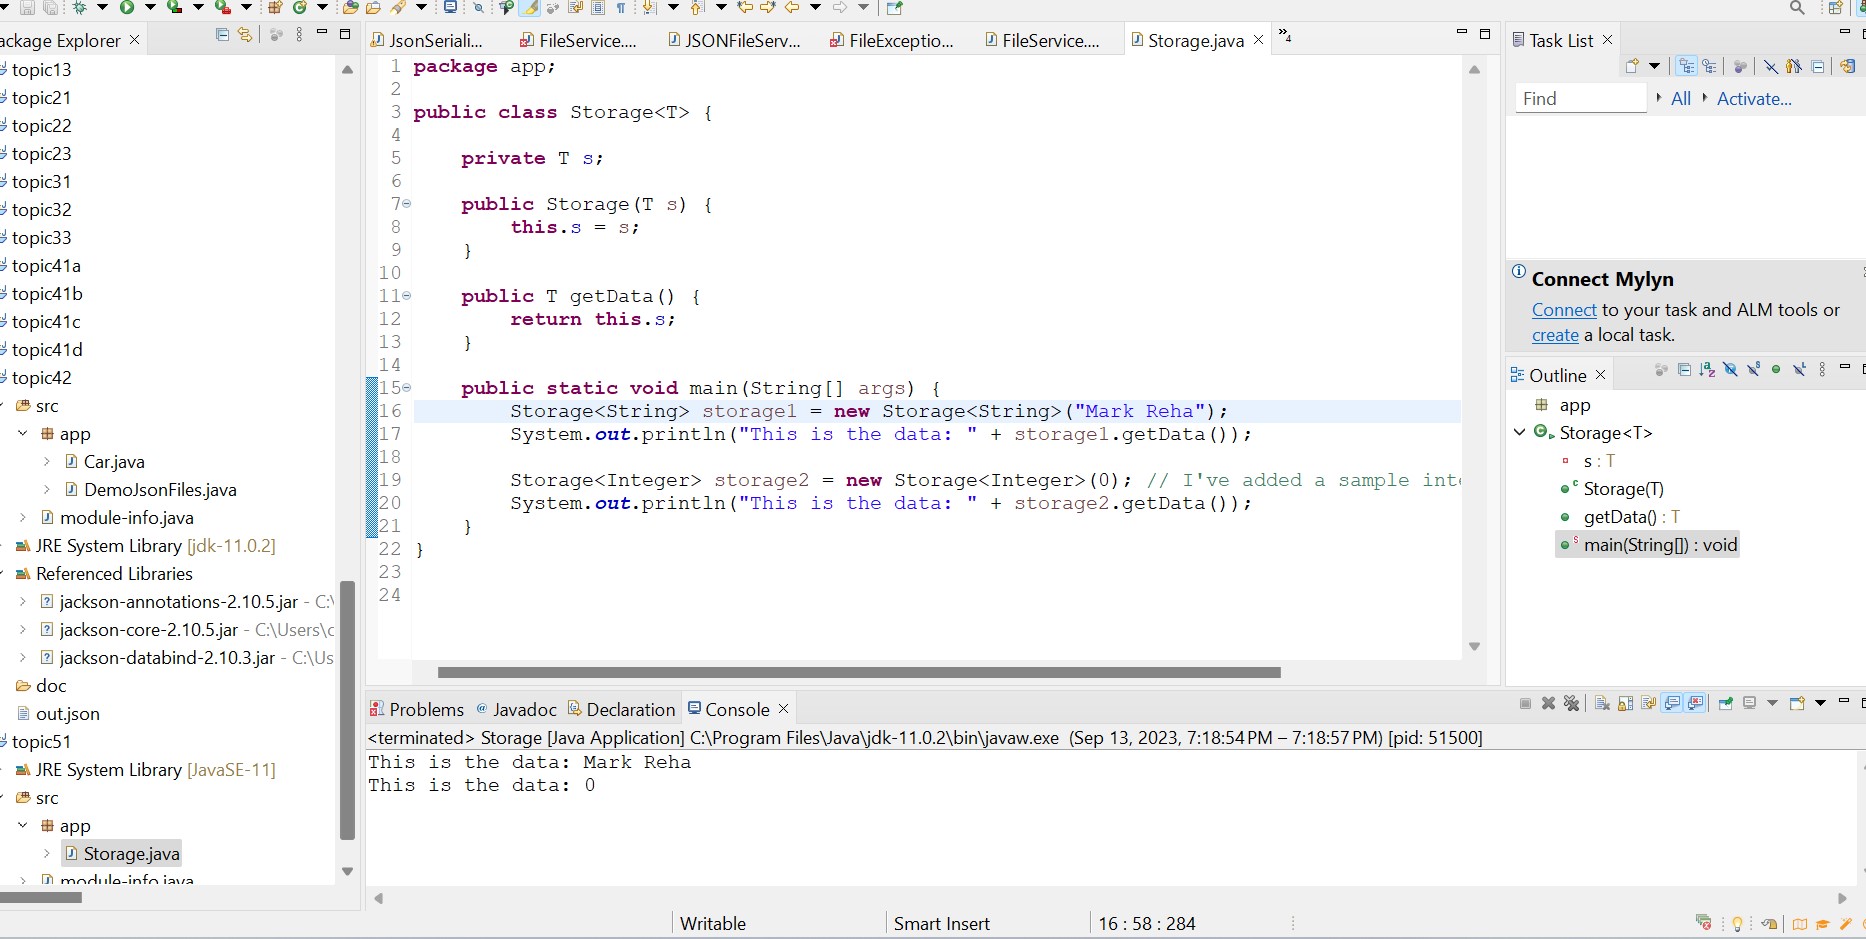 ackage Explorer
topic13
topic21
topic22
topic23
topic31
topic32
topic33
topic41a
topic41b
topic41c
topic41d
topic42
src
app
Car.java
DemoJsonFiles.java
module-info.java
JRE System Library [jdk-11.0.2]
Referenced Libraries
jackson-annotations-2.10.5.jar - C:\
jackson-core-2.10.5.jar - C:\Users\c
jackson-databind-2.10.3.jar - C:\Us
doc
out.json
topic51
JRE System Library [JavaSE-11]
src
app
Storage.java
module-info.java
JsonSeriali... FileService.... JSONFileServ... FileExceptio... FileService.... Storage.java »4
1 package app;
2
3 public class Storage<T> {
4
5 private T s;
6
7 public Storage(T s) {
8 this.s = s;
9 }
10
11 public T getData() {
12 return this.s;
13 }
14
15 public static void main(String[] args) {
16 Storage<String> storage1 = new Storage<String>("Mark Reha");
17 System.out.println("This is the data: " + storage1.getData());
18
19 Storage<Integer> storage2 = new Storage<Integer>(0); // I've added a sample inte
20 System.out.println("This is the data: " + storage2.getData());
21 }
22 }
23
24
Problems Javadoc Declaration Console
<terminated> Storage [Java Application] C:\Program Files\Java\jdk-11.0.2\bin\javaw.exe (Sep 13, 2023, 7:18:54 PM – 7:18:57 PM) [pid: 51500]
This is the data: Mark Reha
This is the data: 0
Task List
Find All Activate...
Connect Mylyn
Connect to your task and ALM tools or
create a local task.
Outline
app
Storage<T>
s : T
Storage(T)
getData() : T
main(String[]) : void
Writable Smart Insert 16 : 58 : 284